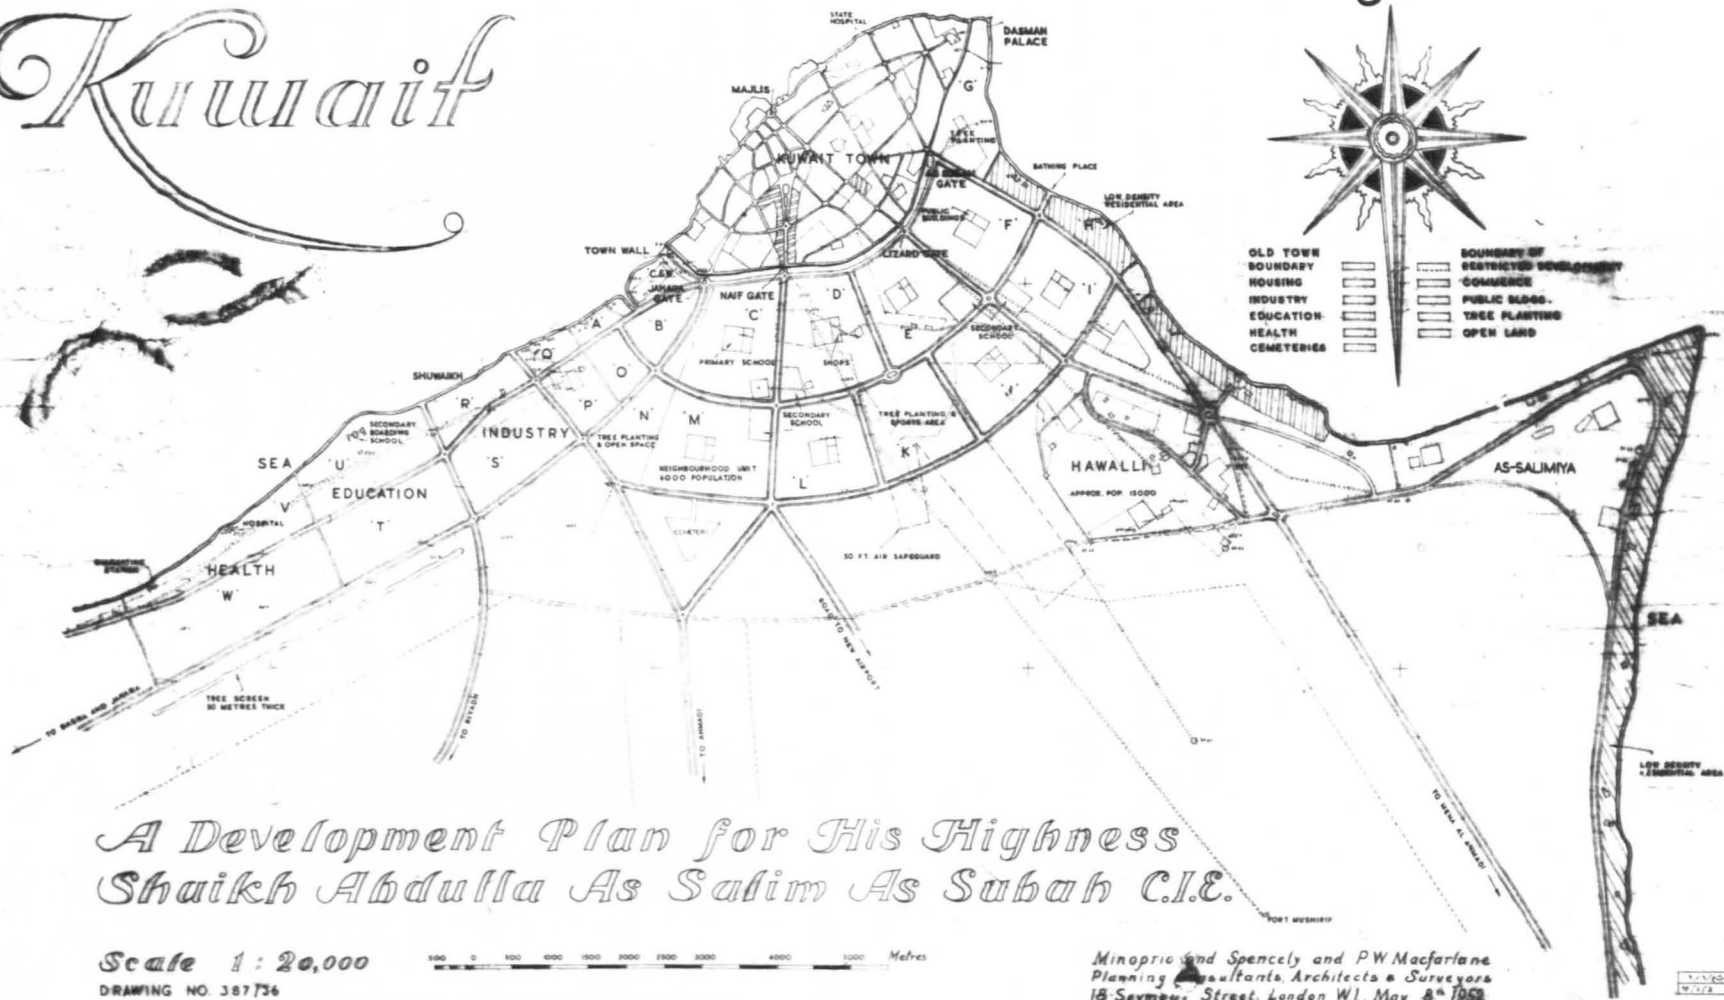 Kuwait
STATE
HOSPITAL
DASMAN
PALACE
MAJLIS
'G'
TREE
PLANTING
KUWAIT TOWN
GATE
BATHING PLACE
LOW DENSITY
RESIDENTIAL AREA
PUBLIC
BUILDINGS
'F'
'H'
TOWN WALL
LIZARD GATE
JAHARA
GATE
NAIF GATE
'D'
'I'
'A'
'B'
'C'
'E'
SECONDARY
SCHOOL
'Q'
PRIMARY SCHOOL
SHOPS
SHUWAIKH
'O'
'J'
'R'
'P'
'N'
'M'
SECONDARY
SCHOOL
TREE PLANTING &
SPORTS AREA
SECONDARY
BOARDING
SCHOOL
INDUSTRY
TREE PLANTING
& OPEN SPACE
'K'
SEA
'U'
'S'
NEIGHBOURHOOD UNIT
6000 POPULATION
'L'
HAWALLI
AS-SALIMIYA
EDUCATION
APPROX. POP. 15000
'V'
HOSPITAL
'T'
CEMETERY
50 FT. AIR SAFEGUARD
QUARANTINE
STATION
HEALTH
'W'
SEA
ROAD TO NEW AIRPORT
TREE SCREEN
50 METRES THICK
TO BASRA AND JAHARA
TO RIYADH
TO AHMADI
LOW DENSITY
RESIDENTIAL AREA
TO MENA AL AHMADI
FORT MUSHIRIF
OLD TOWN
BOUNDARY
HOUSING
INDUSTRY
EDUCATION
HEALTH
CEMETERIES
BOUNDARY OF
RESTRICTED DEVELOPMENT
COMMERCE
PUBLIC BLDGS.
TREE PLANTING
OPEN LAND
A Development Plan for His Highness
Shaikh Abdulla As Salim As Subah C.I.E.
Scale 1 : 20,000
DRAWING NO. 387/36
500 0 500 1000 1500 2000 2500 3000 4000 5000 Metres
Minoprio and Spencely and P W Macfarlane
Planning Consultants, Architects & Surveyors
18 Seymour Street, London W1. May 8th 1952